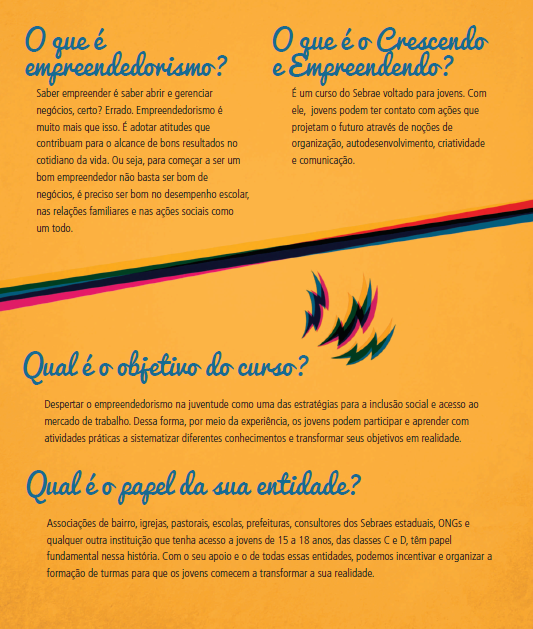 O que é
empreendedorismo?
Saber empreender é saber abrir e gerenciar
negócios, certo? Errado. Empreendedorismo é
muito mais que isso. É adotar atitudes que
contribuam para o alcance de bons resultados no
cotidiano da vida. Ou seja, para começar a ser um
bom empreendedor não basta ser bom de
negócios, é preciso ser bom no desempenho escolar,
nas relações familiares e nas ações sociais como
um todo.
O que é o Crescendo
e Empreendendo?
É um curso do Sebrae voltado para jovens. Com
ele, jovens podem ter contato com ações que
projetam o futuro através de noções de
organização, autodesenvolvimento, criatividade
e comunicação.
Qual é o objetivo do curso?
Despertar o empreendedorismo na juventude como uma das estratégias para a inclusão social e acesso ao
mercado de trabalho. Dessa forma, por meio da experiência, os jovens podem participar e aprender com
atividades práticas a sistematizar diferentes conhecimentos e transformar seus objetivos em realidade.
Qual é o papel da sua entidade?
Associações de bairro, igrejas, pastorais, escolas, prefeituras, consultores dos Sebraes estaduais, ONGs e
qualquer outra instituição que tenha acesso a jovens de 15 a 18 anos, das classes C e D, têm papel
fundamental nessa história. Com o seu apoio e o de todas essas entidades, podemos incentivar e organizar a
formação de turmas para que os jovens comecem a transformar a sua realidade.